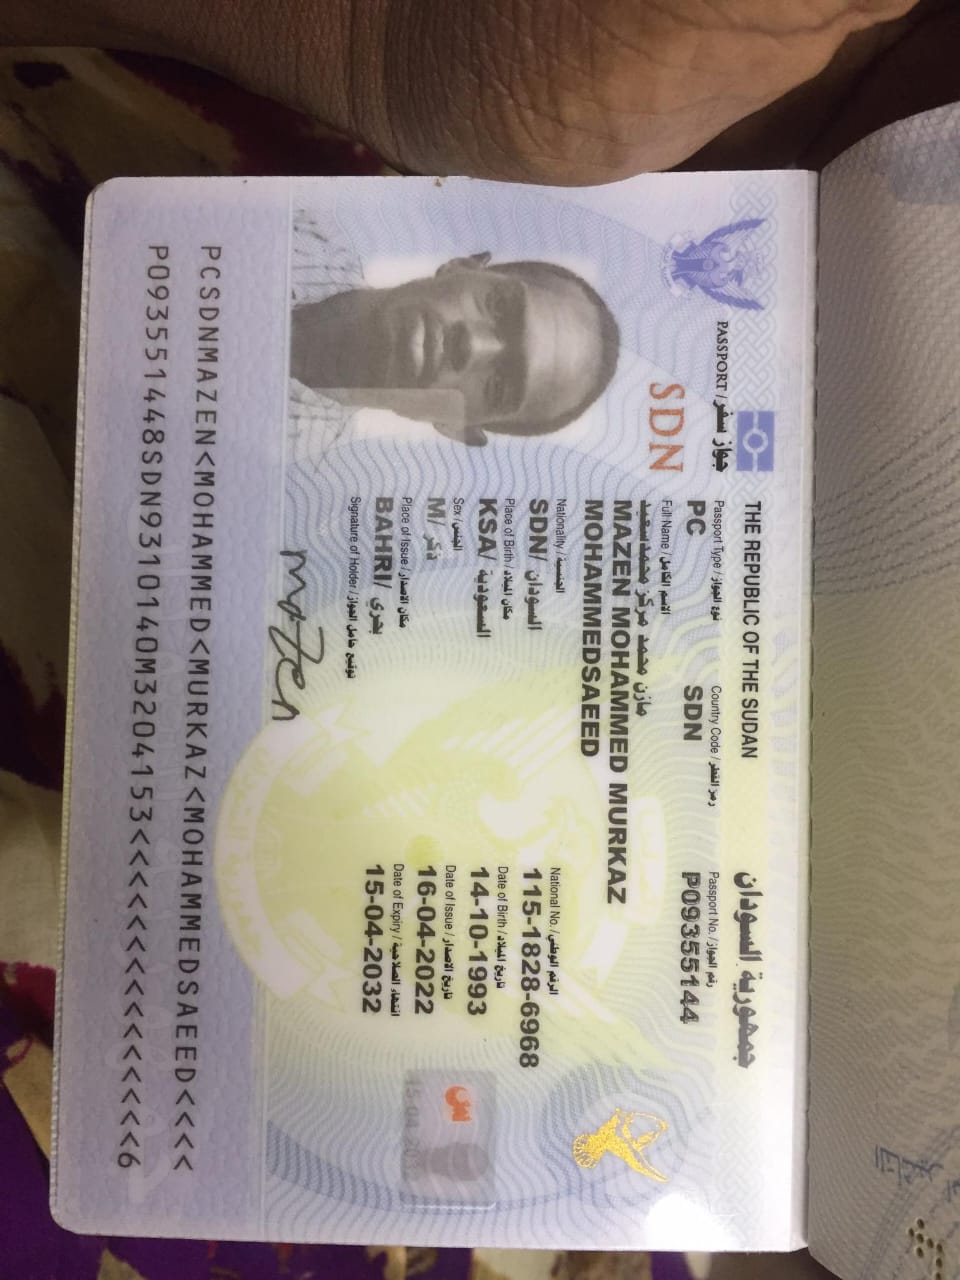 THE REPUBLIC OF THE SUDAN
جمهورية السودان
PASSPORT / جواز سفر
Passport Type / نوع الجواز
Country Code / رمز القطر
Passport No. / رقم الجواز
PC
SDN
P09355144
SDN
Full Name / الاسم الكامل
مازن محمد مركز محمدسعيد
MAZEN MOHAMMED MURKAZ
MOHAMMEDSAEED
Nationality / الجنسية
National No. / الرقم الوطني
SDN/ السودان
115-1828-6968
Place of Birth / مكان الميلاد
Date of Birth / تاريخ الميلاد
KSA/ السعودية
14-10-1993
Sex / الجنس
Date of Issue / تاريخ الاصدار
M/ ذكر
16-04-2022
Place of Issue / مكان الاصدار
Date of Expiry / انتهاء الصلاحية
BAHRI/ بحري
15-04-2032
Signature of Holder / توقيع حامل الجواز
mazen
PCSDNMAZEN<MOHAMMED<MURKAZ<MOHAMMEDSAEED<<<<
P093551448SDN9310140M3204153<<<<<<<<<<<<<<<6